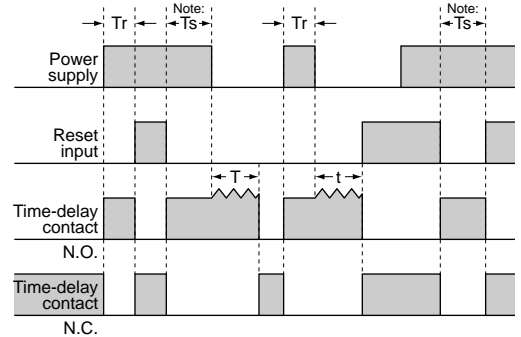 Note:
Tr Ts Tr
Note:
Ts
Power
supply
Reset
input
T t
Time-delay
contact
N.O.
Time-delay
contact
N.C.